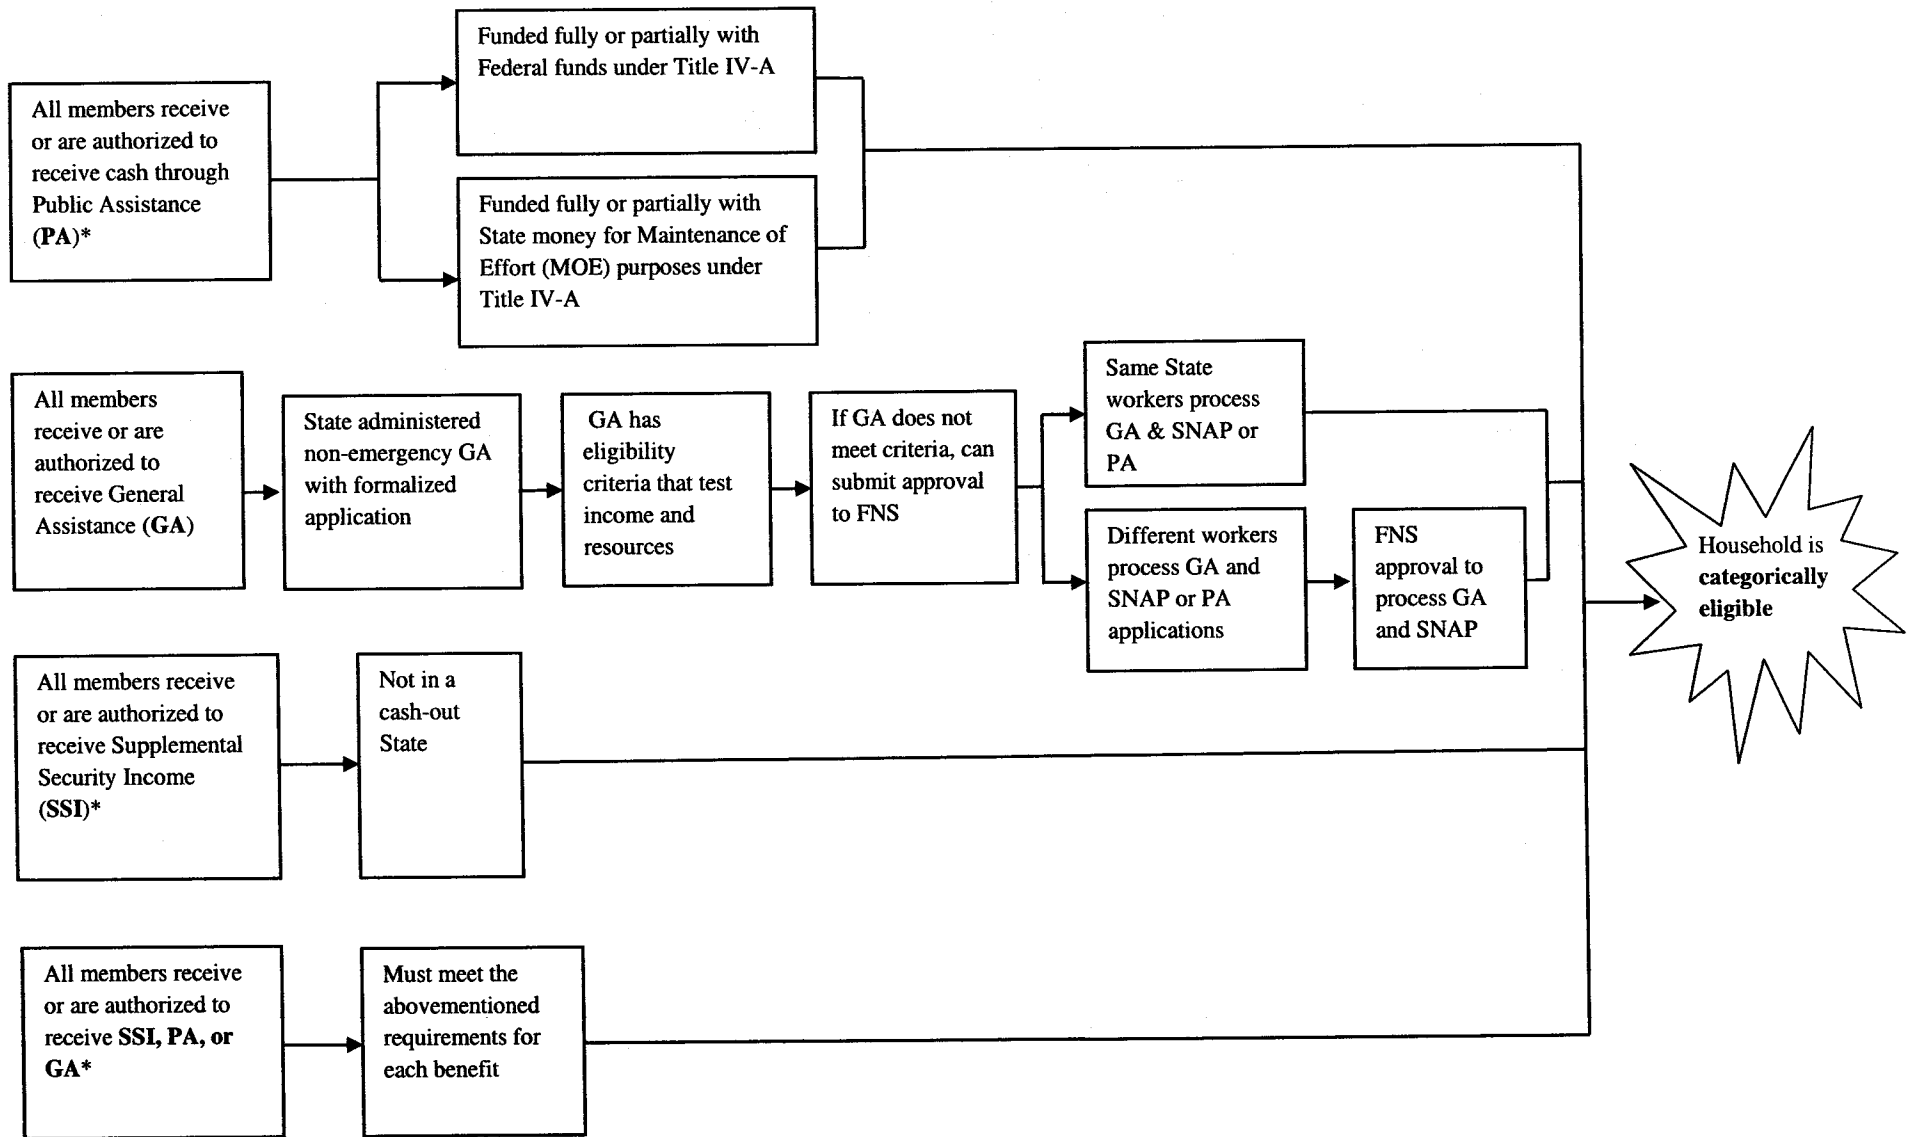 Funded fully or partially with
Federal funds under Title IV-A
All members receive
or are authorized to
receive cash through
Public Assistance
(PA)*
Funded fully or partially with
State money for Maintenance of
Effort (MOE) purposes under
Title IV-A
All members
receive or are
authorized to
receive General
Assistance (GA)
State administered
non-emergency GA
with formalized
application
GA has
eligibility
criteria that test
income and
resources
If GA does not
meet criteria, can
submit approval
to FNS
Same State
workers process
GA & SNAP or
PA
Different workers
process GA and
SNAP or PA
applications
FNS
approval to
process GA
and SNAP
Household is
categorically
eligible
All members receive
or are authorized to
receive Supplemental
Security Income
(SSI)*
Not in a
cash-out
State
All members receive
or are authorized to
receive SSI, PA, or
GA*
Must meet the
abovementioned
requirements for
each benefit